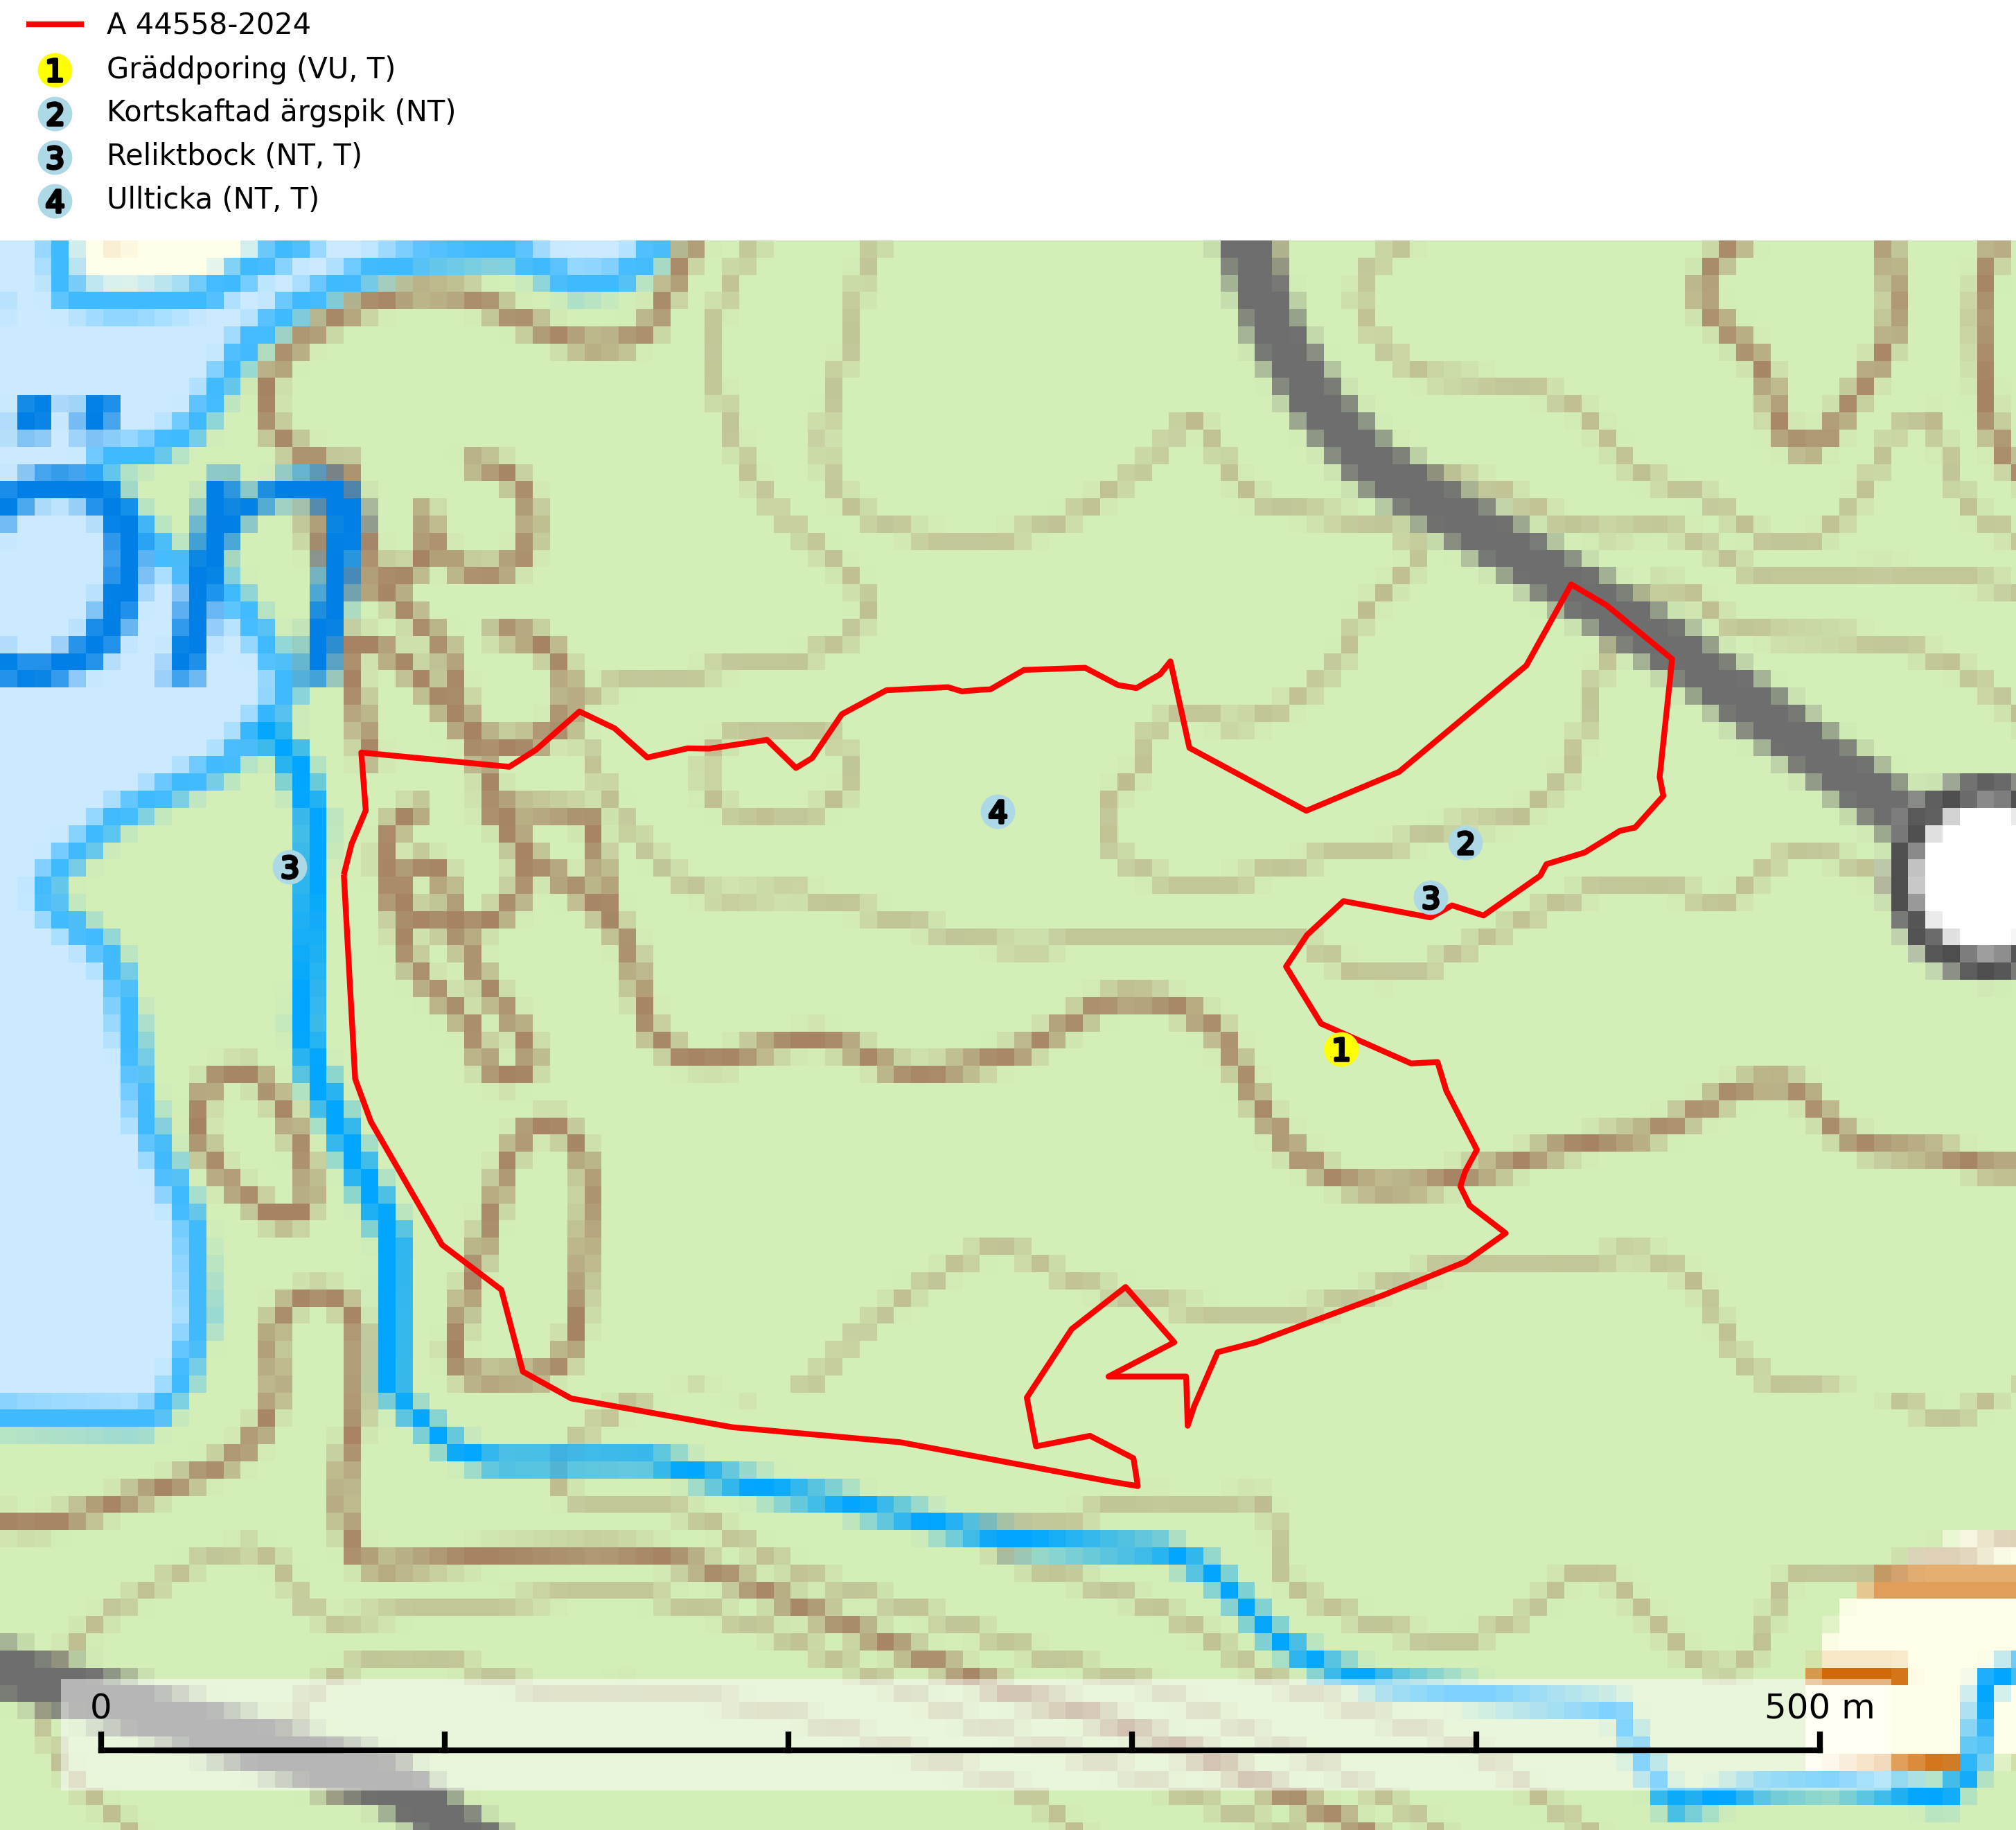 A 44558-2024
1 Gräddporing (VU, T)
2 Kortskaftad ärgspik (NT)
3 Reliktbock (NT, T)
4 Ullticka (NT, T)
4
2
3
3
1
0 500 m